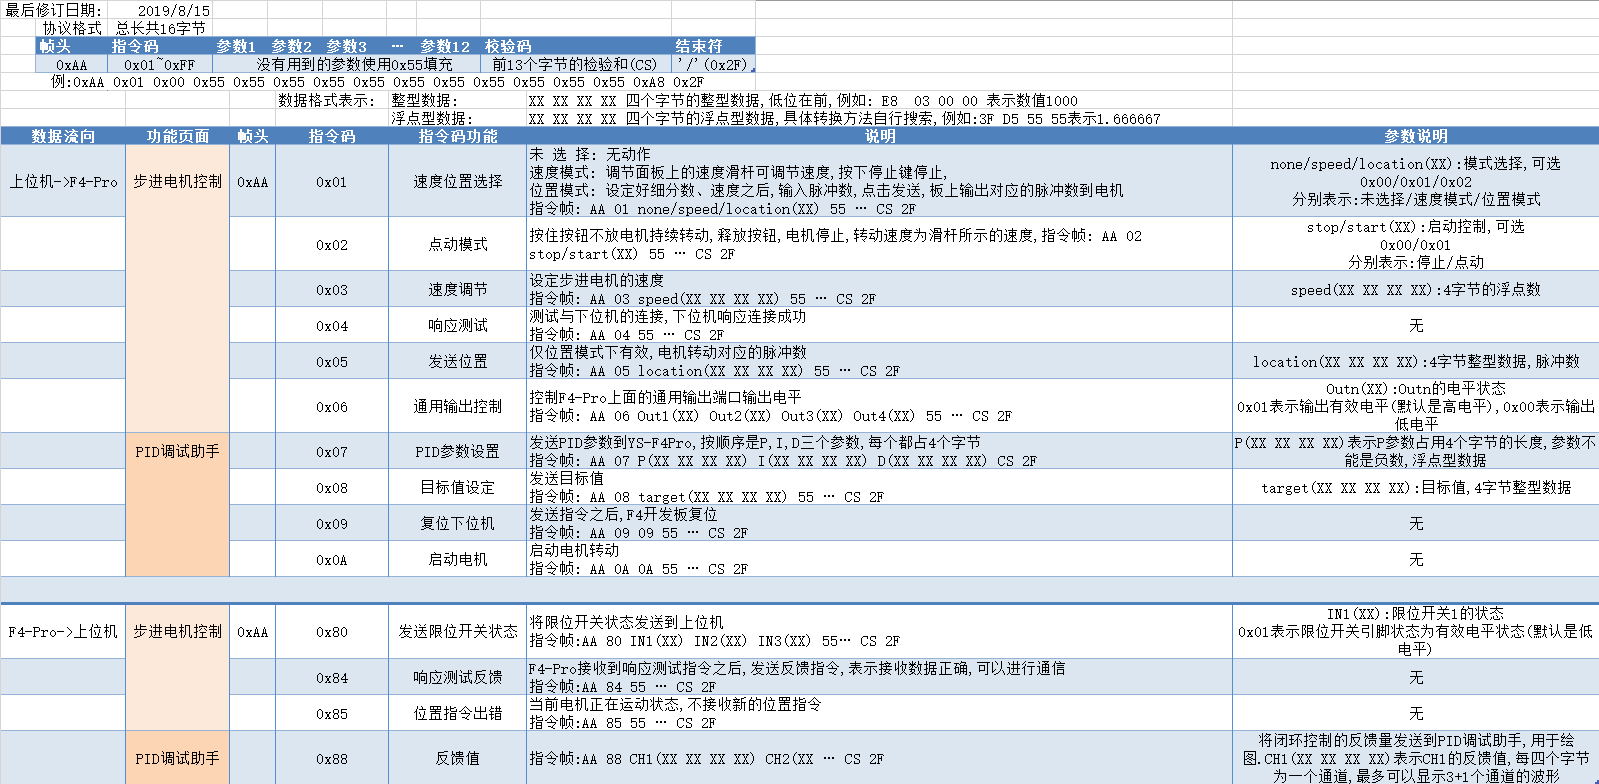 最后修订日期: 2019/8/15
协议格式 总长共16字节
帧头 指令码 参数1 参数2 参数3 … 参数12 校验码 结束符
0xAA 0x01~0xFF 没有用到的参数使用0x55填充 前13个字节的检验和(CS) '/'(0x2F)
例:0xAA 0x01 0x00 0x55 0x55 0x55 0x55 0x55 0x55 0x55 0x55 0x55 0x55 0x55 0xA8 0x2F
数据格式表示: 整型数据: XX XX XX XX 四个字节的整型数据,低位在前,例如: E8 03 00 00 表示数值1000
浮点型数据: XX XX XX XX 四个字节的浮点型数据,具体转换方法自行搜索,例如:3F D5 55 55表示1.666667
数据流向 功能页面 帧头 指令码 指令码功能 说明 参数说明
上位机->F4-Pro 步进电机控制 0xAA 0x01 速度位置选择
未 选 择: 无动作
速度模式: 调节面板上的速度滑杆可调节速度,按下停止键停止,
位置模式: 设定好细分数、速度之后,输入脉冲数,点击发送,板上输出对应的脉冲数到电机
指令帧: AA 01 none/speed/location(XX) 55 … CS 2F
none/speed/location(XX):模式选择,可选
0x00/0x01/0x02
分别表示:未选择/速度模式/位置模式
0x02 点动模式
按住按钮不放电机持续转动,释放按钮,电机停止,转动速度为滑杆所示的速度,指令帧: AA 02
stop/start(XX) 55 … CS 2F
stop/start(XX):启动控制,可选
0x00/0x01
分别表示:停止/点动
0x03 速度调节
设定步进电机的速度
指令帧: AA 03 speed(XX XX XX XX) 55 … CS 2F
speed(XX XX XX XX):4字节的浮点数
0x04 响应测试
测试与下位机的连接,下位机响应连接成功
指令帧: AA 04 55 … CS 2F
无
0x05 发送位置
仅位置模式下有效,电机转动对应的脉冲数
指令帧: AA 05 location(XX XX XX XX) 55 … CS 2F
location(XX XX XX XX):4字节整型数据,脉冲数
0x06 通用输出控制
控制F4-Pro上面的通用输出端口输出电平
指令帧: AA 06 Out1(XX) Out2(XX) Out3(XX) Out4(XX) 55 … CS 2F
Outn(XX):Outn的电平状态
0x01表示输出有效电平(默认是高电平),0x00表示输出
低电平
PID调试助手 0x07 PID参数设置
发送PID参数到YS-F4Pro,按顺序是P,I,D三个参数,每个都占4个字节
指令帧: AA 07 P(XX XX XX XX) I(XX XX XX XX) D(XX XX XX XX) CS 2F
P(XX XX XX XX)表示P参数占用4个字节的长度,参数不
能是负数,浮点型数据
0x08 目标值设定
发送目标值
指令帧: AA 08 target(XX XX XX XX) 55 … CS 2F
target(XX XX XX XX):目标值,4字节整型数据
0x09 复位下位机
发送指令之后,F4开发板复位
指令帧: AA 09 09 55 … CS 2F
无
0x0A 启动电机
启动电机转动
指令帧: AA 0A 0A 55 … CS 2F
无
F4-Pro->上位机 步进电机控制 0xAA 0x80 发送限位开关状态
将限位开关状态发送到上位机
指令帧:AA 80 IN1(XX) IN2(XX) IN3(XX) 55… CS 2F
IN1(XX):限位开关1的状态
0x01表示限位开关引脚状态为有效电平状态(默认是低
电平)
0x84 响应测试反馈
F4-Pro接收到响应测试指令之后,发送反馈指令,表示接收数据正确,可以进行通信
指令帧:AA 84 55 … CS 2F
无
0x85 位置指令出错
当前电机正在运动状态,不接收新的位置指令
指令帧:AA 85 55 … CS 2F
无
PID调试助手 0x88 反馈值
指令帧:AA 88 CH1(XX XX XX XX) CH2(XX … CS 2F
将闭环控制的反馈量发送到PID调试助手,用于绘
图.CH1(XX XX XX XX)表示CH1的反馈值,每四个字节
为一个通道,最多可以显示3+1个通道的波形